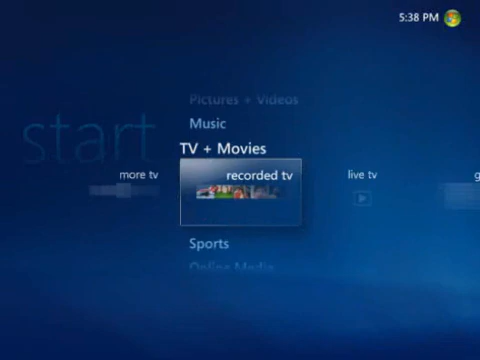 5:38 PM
start
Pictures + Videos
Music
TV + Movies
more tv
recorded tv
live tv
g
Sports
Online Media